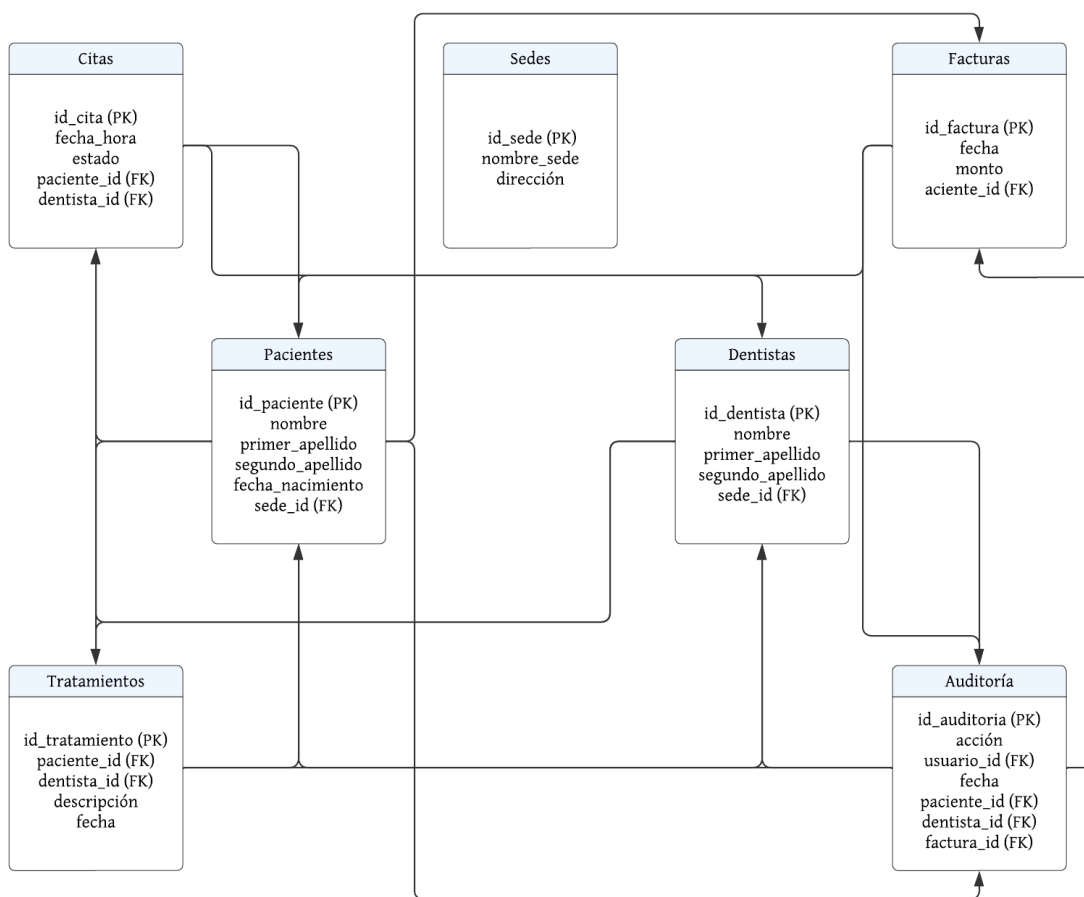 Citas
id_cita (PK)
fecha_hora
estado
paciente_id (FK)
dentista_id (FK)
Sedes
id_sede (PK)
nombre_sede
dirección
Facturas
id_factura (PK)
fecha
monto
aciente_id (FK)
Pacientes
id_paciente (PK)
nombre
primer_apellido
segundo_apellido
fecha_nacimiento
sede_id (FK)
Dentistas
id_dentista (PK)
nombre
primer_apellido
segundo_apellido
sede_id (FK)
Tratamientos
id_tratamiento (PK)
paciente_id (FK)
dentista_id (FK)
descripción
fecha
Auditoría
id_auditoria (PK)
acción
usuario_id (FK)
fecha
paciente_id (FK)
dentista_id (FK)
factura_id (FK)